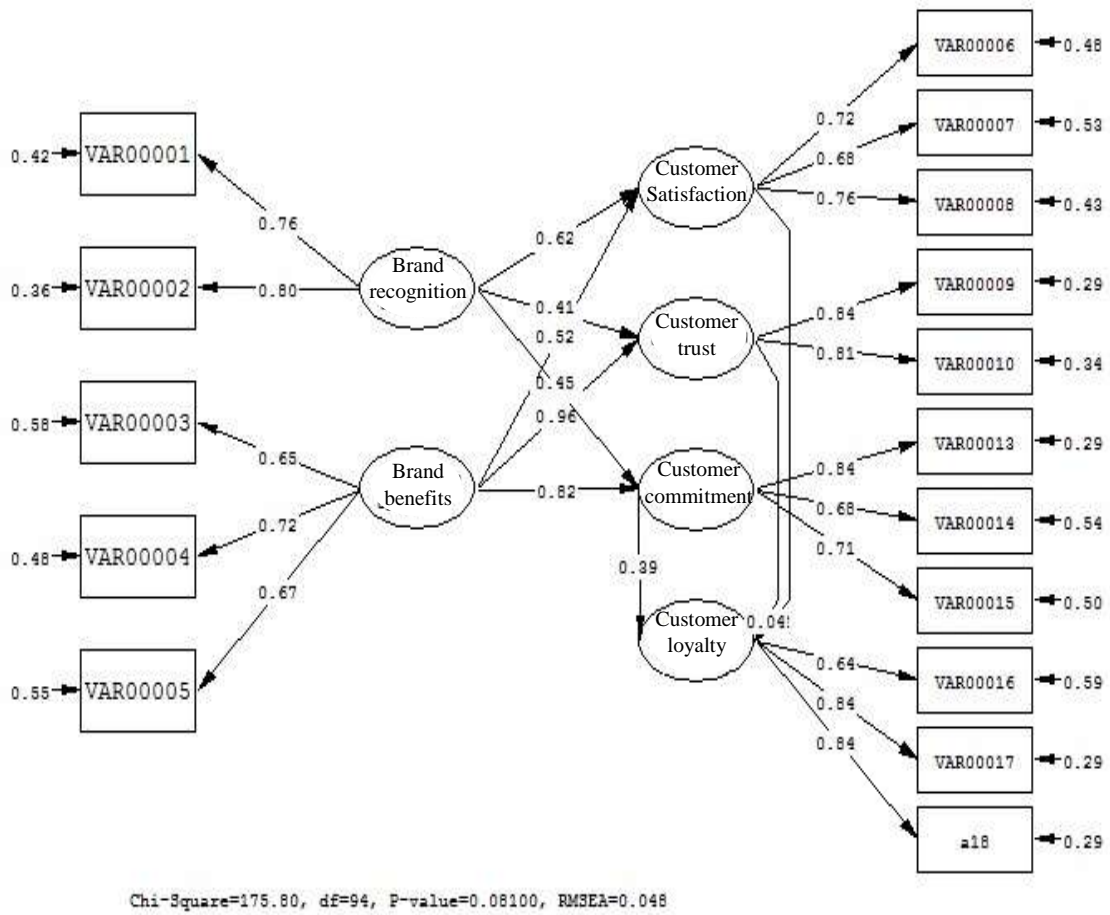 VAR00006
0.48
VAR00007
0.53
VAR00008
0.43
VAR00009
0.29
VAR00010
0.34
VAR00013
0.29
VAR00014
0.54
VAR00015
0.50
VAR00016
0.59
VAR00017
0.29
a18
0.29
0.42
VAR00001
0.36
VAR00002
0.58
VAR00003
0.48
VAR00004
0.55
VAR00005
0.76
0.80
0.65
0.72
0.67
Brand
recognition
Brand
benefits
0.62
0.41
0.52
0.45
0.96
0.82
Customer
Satisfaction
Customer
trust
Customer
commitment
0.39
Customer
loyalty
0.72
0.68
0.76
0.84
0.81
0.84
0.68
0.71
0.64
0.84
0.84
Chi-Square=175.80, df=94, P-value=0.08100, RMSEA=0.048